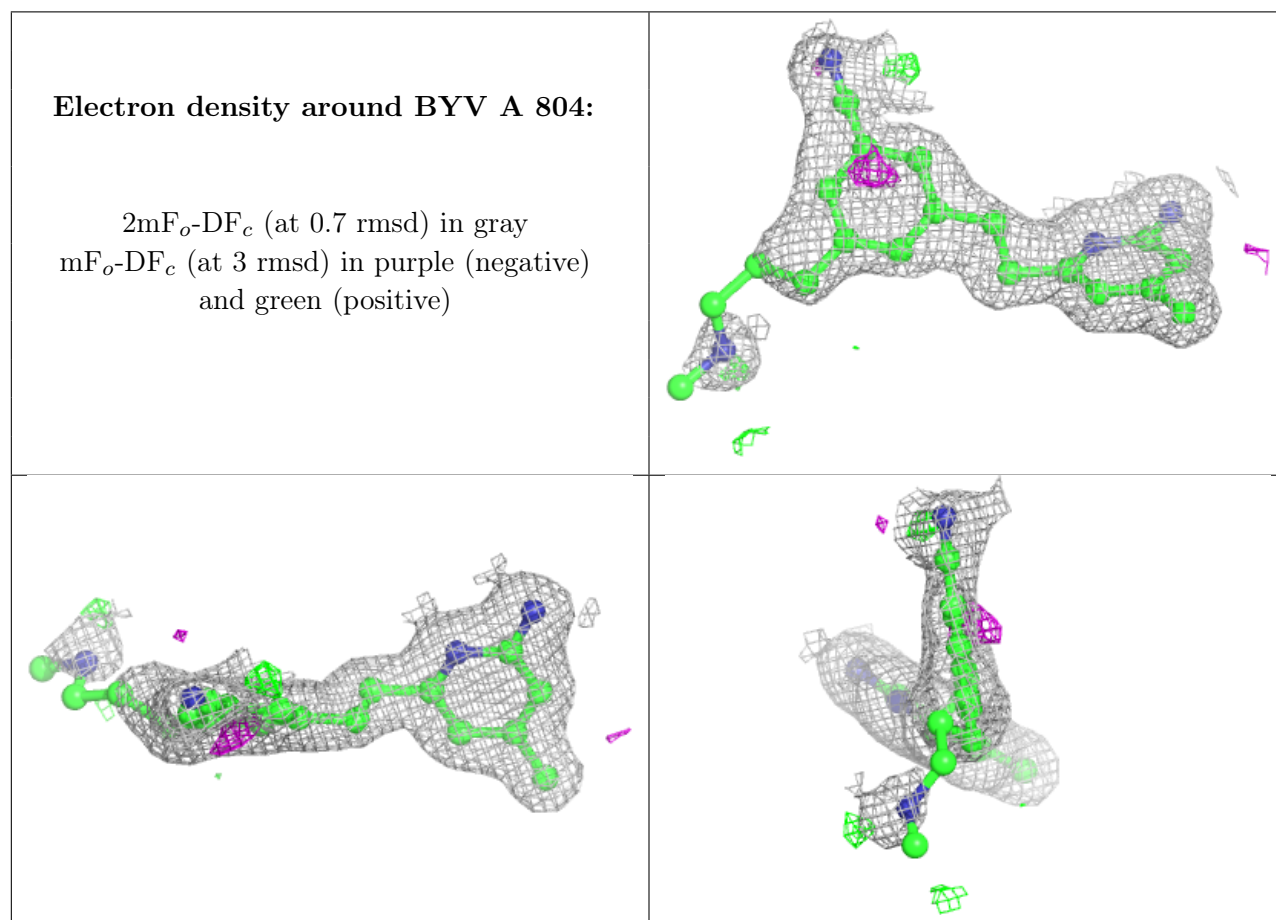 Electron density around BYV A 804:
2mFo-DFc (at 0.7 rmsd) in gray
mFo-DFc (at 3 rmsd) in purple (negative)
and green (positive)